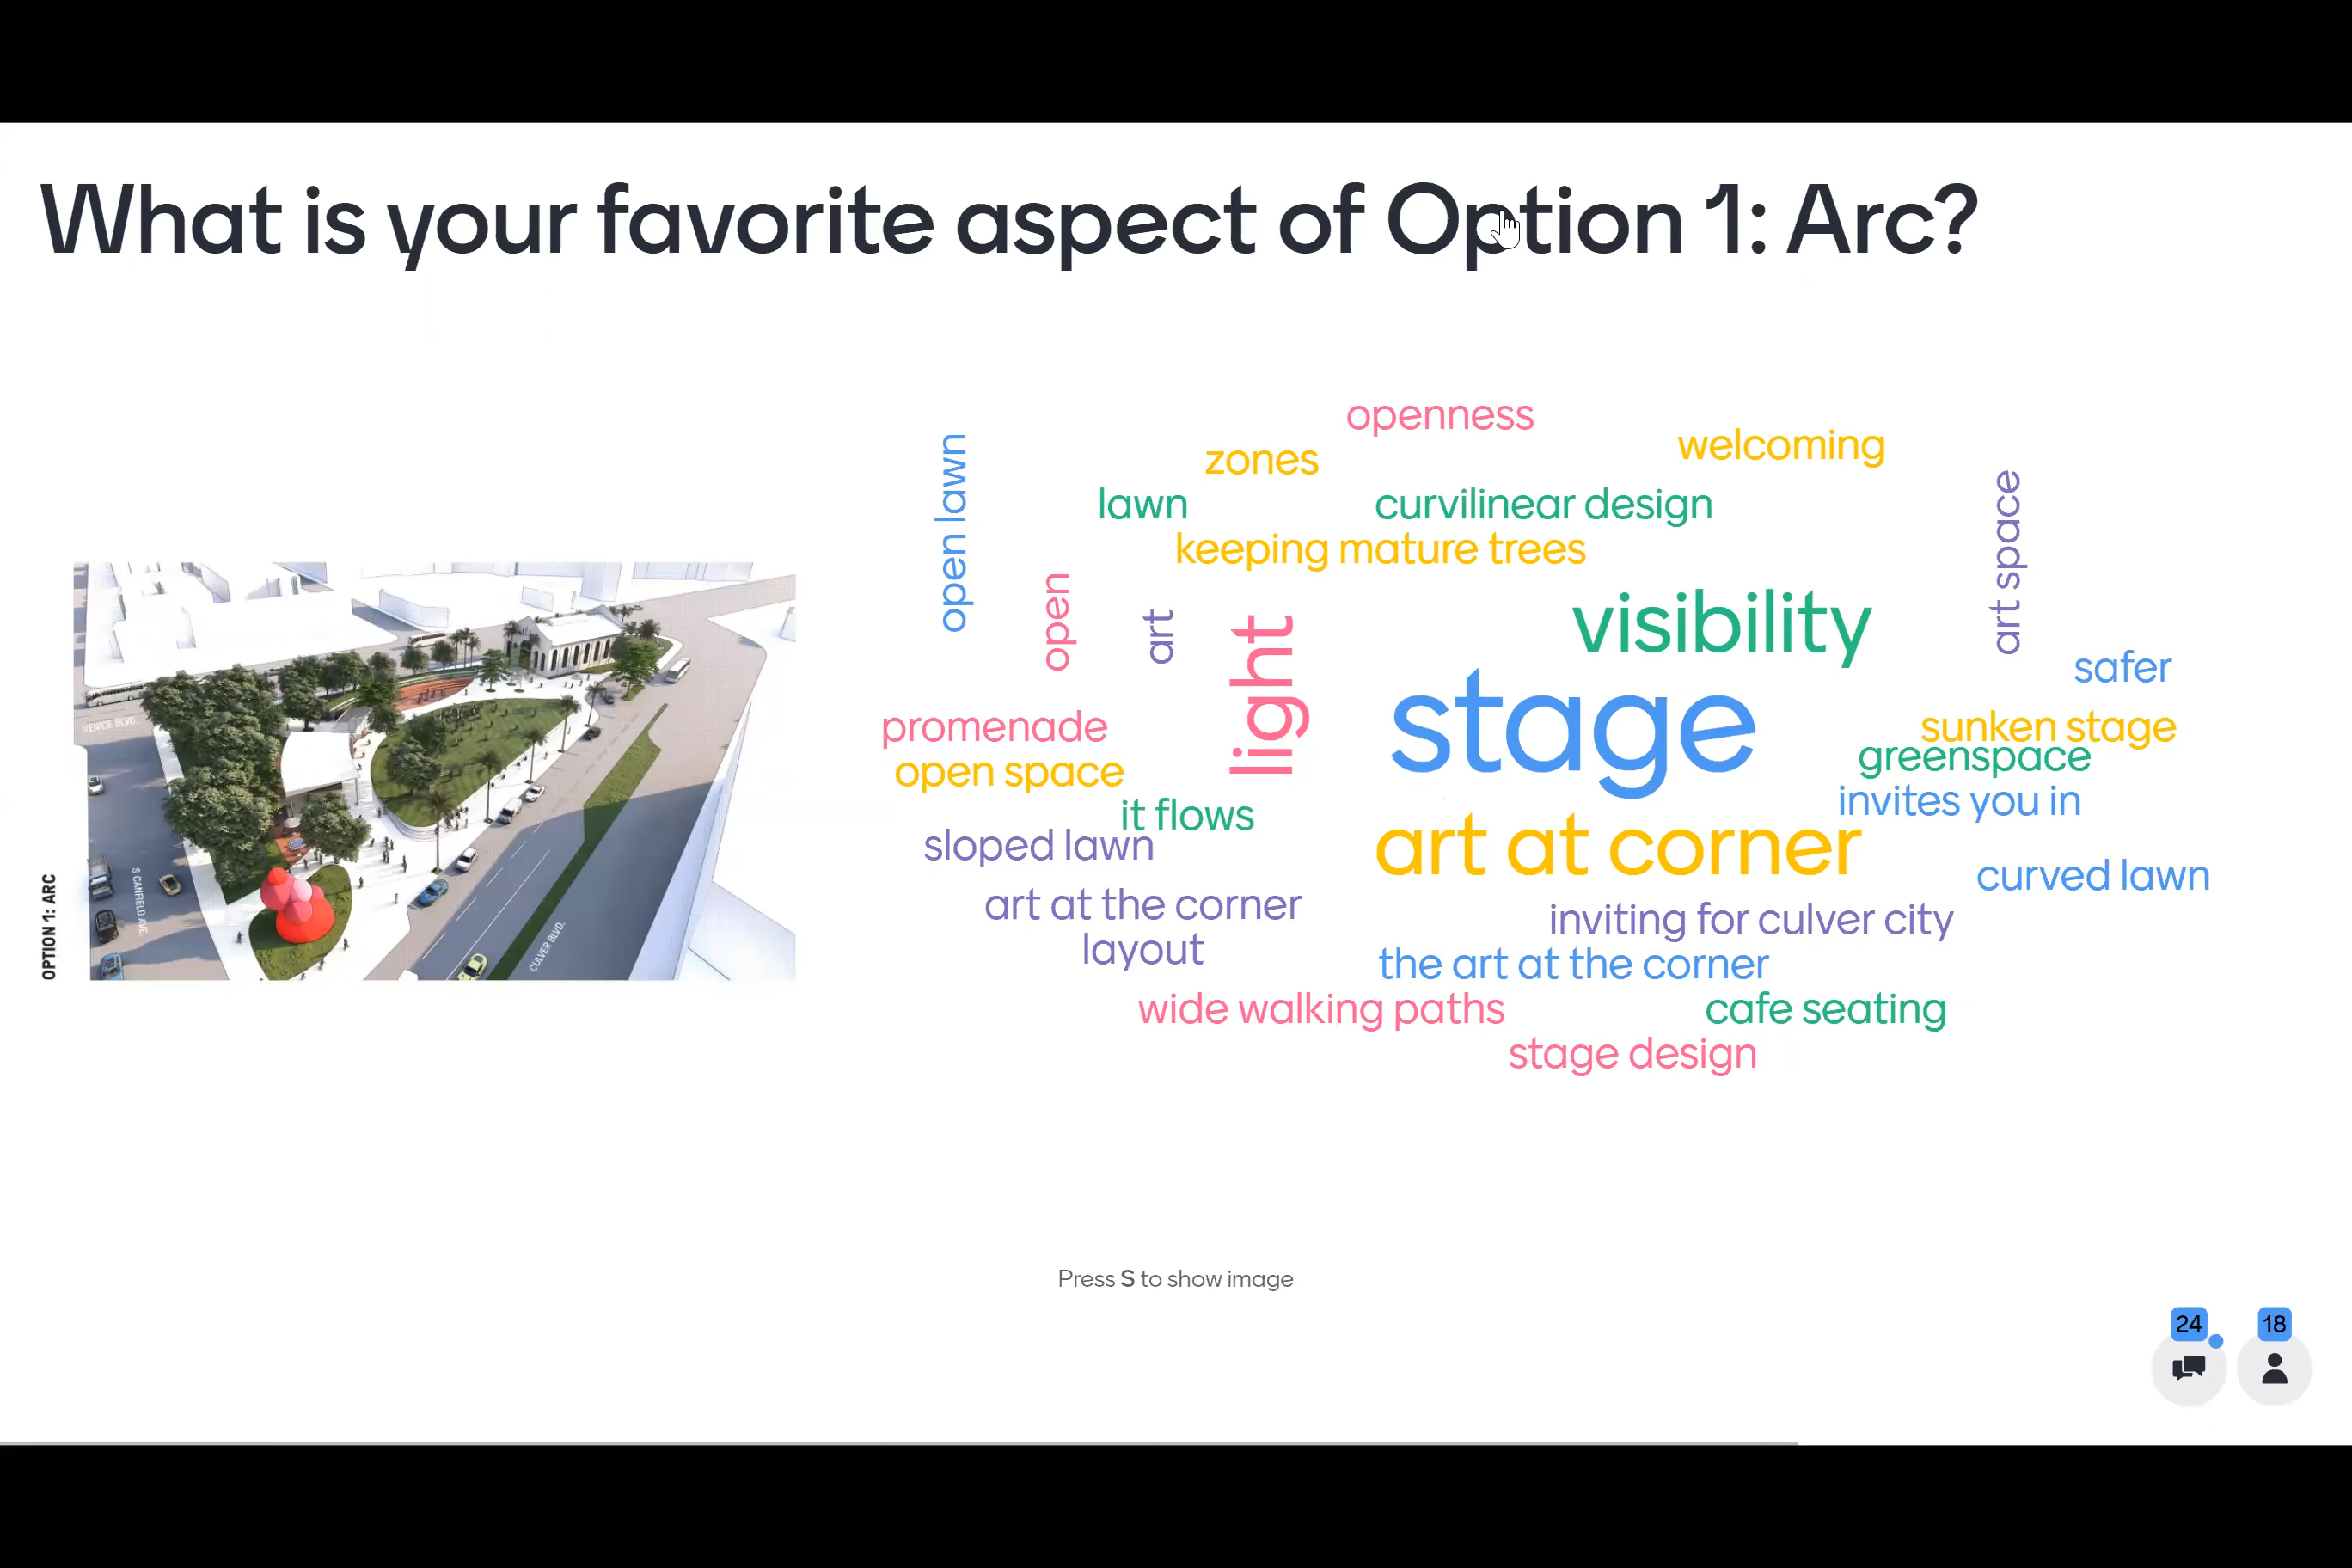 What is your favorite aspect of Option 1: Arc?
openness
welcoming
zones
open lawn
lawn
curvilinear design
art space
keeping mature trees
open
art
light
visibility
safer
stage
promenade
sunken stage
open space
greenspace
it flows
invites you in
sloped lawn
art at corner
curved lawn
art at the corner
inviting for culver city
layout
the art at the corner
wide walking paths
cafe seating
stage design
VENICE BLVD.
S CANFIELD AVE.
CULVER BLVD.
OPTION 1: ARC
Press S to show image
24
18